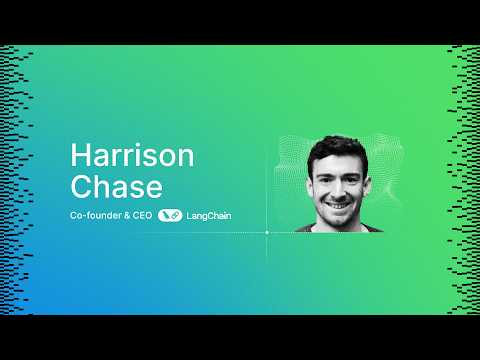 Harrison
Chase
Co-founder & CEO LangChain